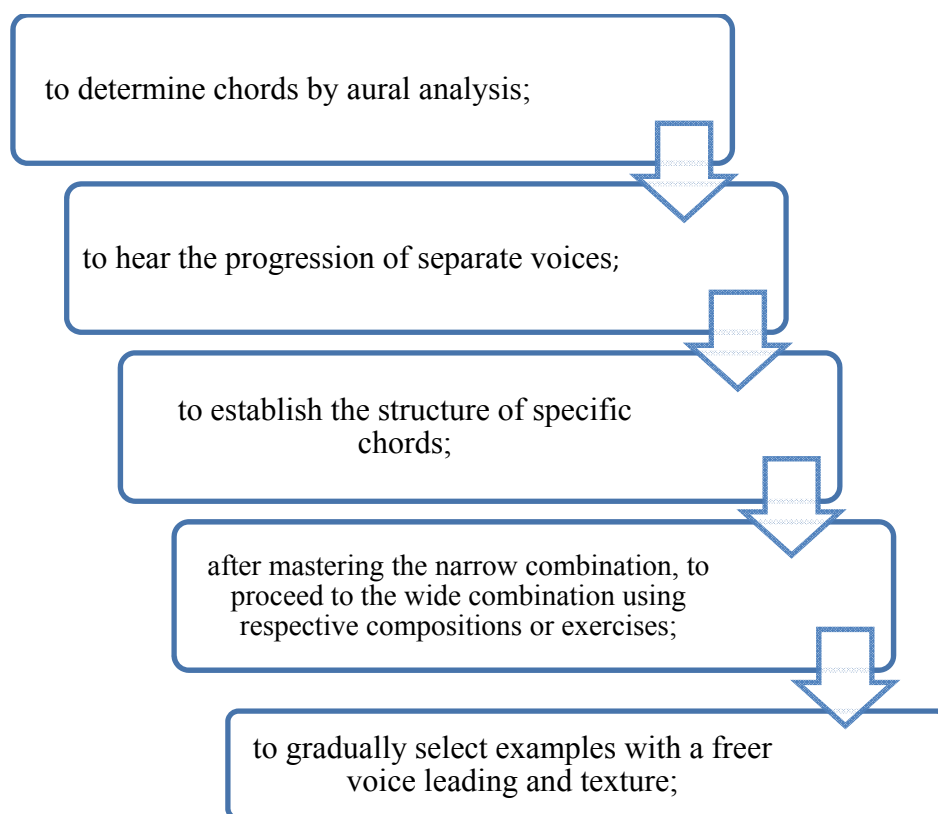 to determine chords by aural analysis;
to hear the progression of separate voices;
to establish the structure of specific
chords;
after mastering the narrow combination, to
proceed to the wide combination using
respective compositions or exercises;
to gradually select examples with a freer
voice leading and texture;